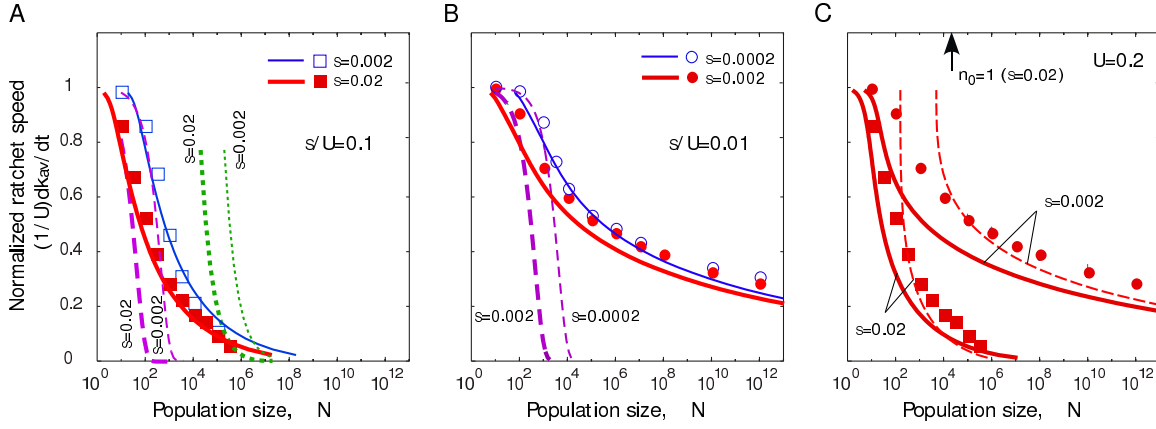 A
B
C
Normalized ratchet speed
(1/ U) dkav/ dt
1
0.8
0.6
0.4
0.2
0
s=0.002
s=0.02
s/U=0.1
s=0.02
s=0.002
s=0.02
s=0.002
10^0 10^2 10^4 10^6 10^8 10^10 10^12
Population size, N
s=0.0002
s=0.002
s/U=0.01
s=0.002
s=0.0002
10^0 10^2 10^4 10^6 10^8 10^10 10^12
Population size, N
n0=1 (s=0.02)
U=0.2
s=0.002
s=0.02
10^0 10^2 10^4 10^6 10^8 10^10 10^12
Population size, N